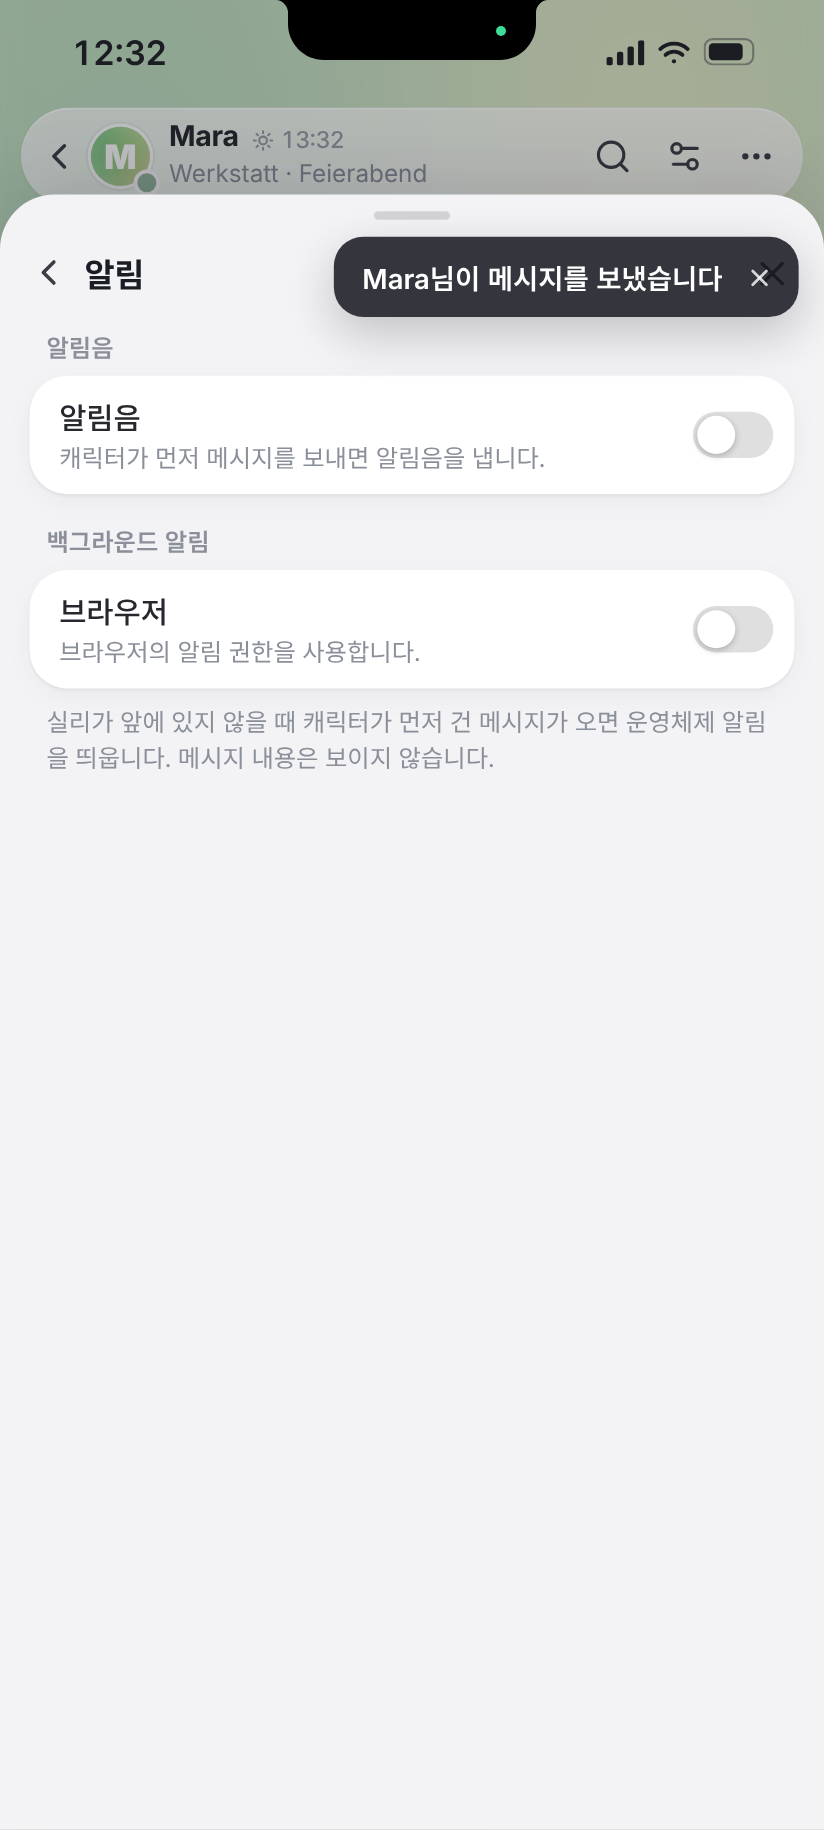 12:32
M
Mara 13:32
Werkstatt · Feierabend
알림
Mara님이 메시지를 보냈습니다
알림음
알림음
캐릭터가 먼저 메시지를 보내면 알림음을 냅니다.
백그라운드 알림
브라우저
브라우저의 알림 권한을 사용합니다.
실리가 앞에 있지 않을 때 캐릭터가 먼저 건 메시지가 오면 운영체제 알림
을 띄웁니다. 메시지 내용은 보이지 않습니다.